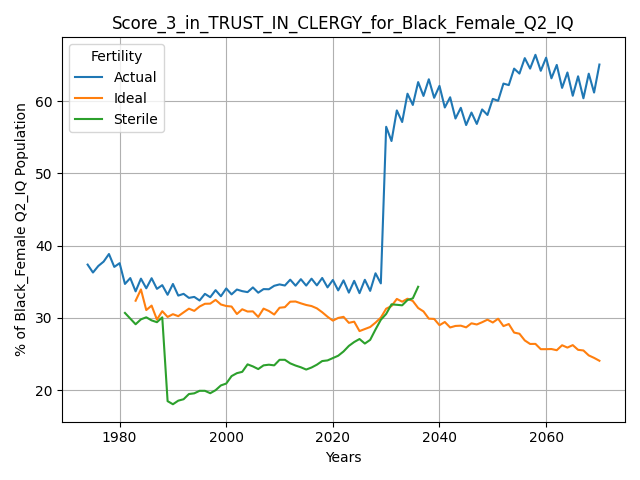 Score_3_in_TRUST_IN_CLERGY_for_Black_Female_Q2_IQ
Fertility
Actual
Ideal
Sterile
% of Black_Female Q2_IQ Population
60
50
40
30
20
1980
2000
2020
2040
2060
Years